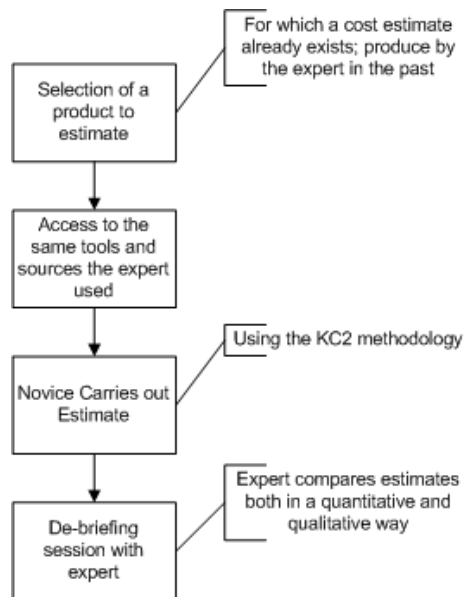 For which a cost estimate
already exists; produce by
the expert in the past
Selection of a
product to
estimate
Access to the
same tools and
sources the expert
used
Using the KC2 methodology
Novice Carries out
Estimate
Expert compares estimates
both in a quantitative and
qualitative way
De-briefing
session with
expert